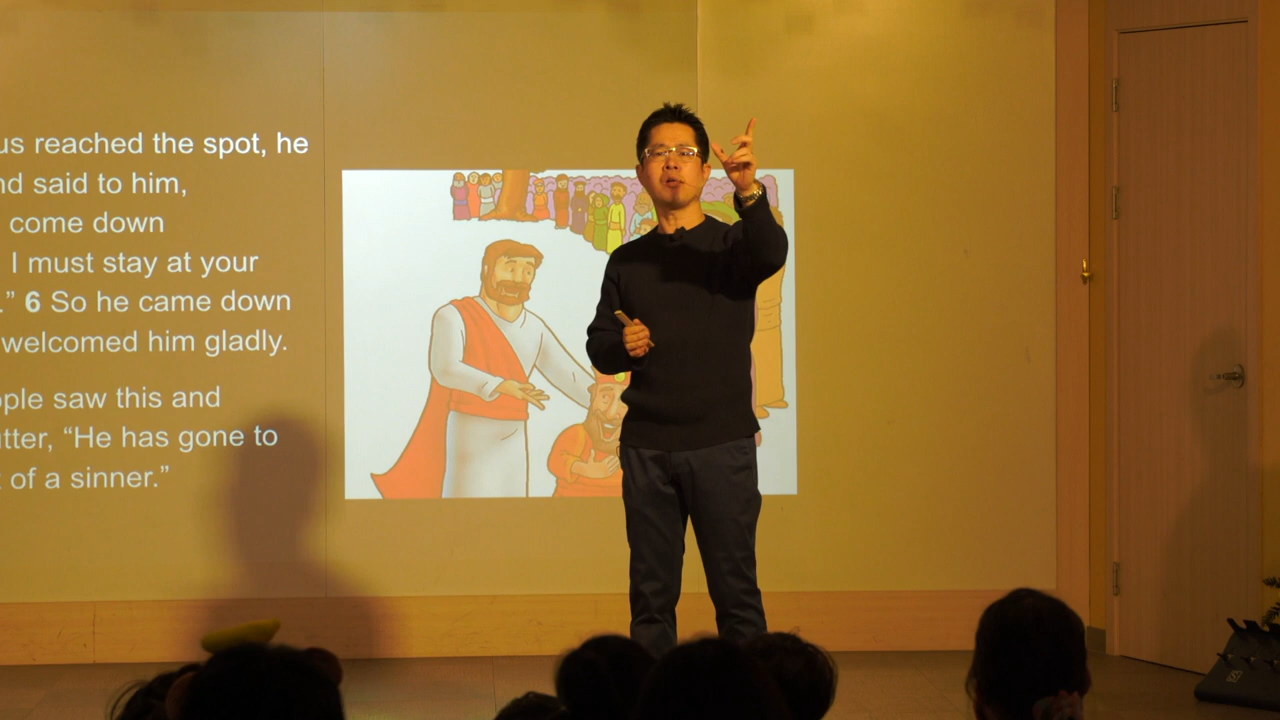 us reached the spot, he
nd said to him,
come down
I must stay at your
.” 6 So he came down
welcomed him gladly.
ople saw this and
utter, “He has gone to
t of a sinner.”